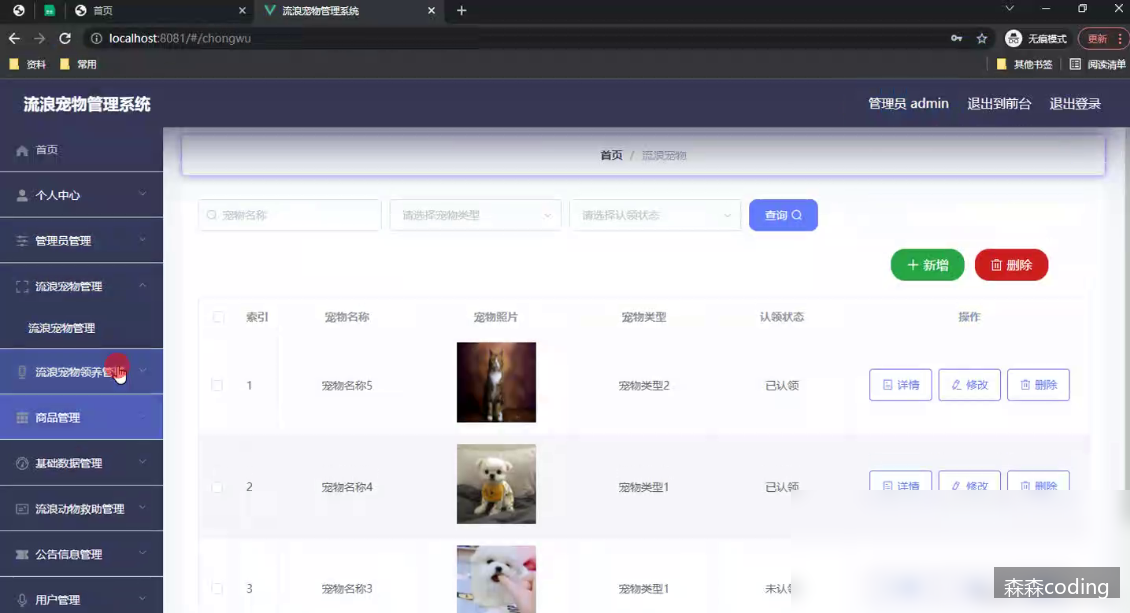 首页
流浪宠物管理系统
localhost:8081/#/chongwu
无痕模式
更新
资料
常用
其他书签
阅读清单
流浪宠物管理系统
管理员 admin
退出到前台
退出登录
首页
个人中心
管理员管理
流浪宠物管理
流浪宠物管理
流浪宠物领养管理
商品管理
基础数据管理
流浪动物救助管理
公告信息管理
用户管理
首页 / 流浪宠物
宠物名称
请选择宠物类型
请选择认领状态
查询
新增
删除
索引 宠物名称 宠物照片 宠物类型 认领状态 操作
1 宠物名称5 宠物类型2 已认领 详情 修改 删除
2 宠物名称4 宠物类型1 已认领 详情 修改 删除
3 宠物名称3 宠物类型1 未认
森森coding